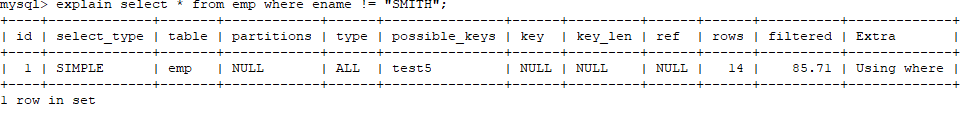 mysql> explain select * from emp where ename != "SMITH";
+----+-------------+-------+------------+------+---------------+------+---------+------+------+----------+-------------+
| id | select_type | table | partitions | type | possible_keys | key | key_len | ref | rows | filtered | Extra |
+----+-------------+-------+------------+------+---------------+------+---------+------+------+----------+-------------+
| 1 | SIMPLE | emp | NULL | ALL | test5 | NULL | NULL | NULL | 14 | 85.71 | Using where |
+----+-------------+-------+------------+------+---------------+------+---------+------+------+----------+-------------+
1 row in set